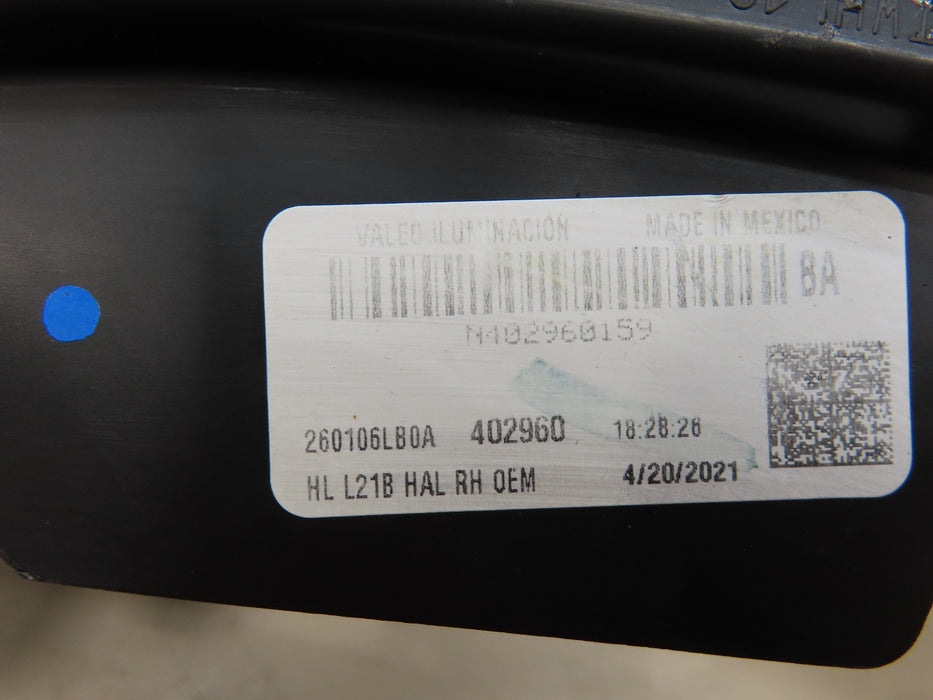 VALEO ILUMINACIÓN MADE IN MEXICO
8A
N402960159
260106LB0A 402960 18:28:26
HL L21B HAL RH OEM 4/20/2021